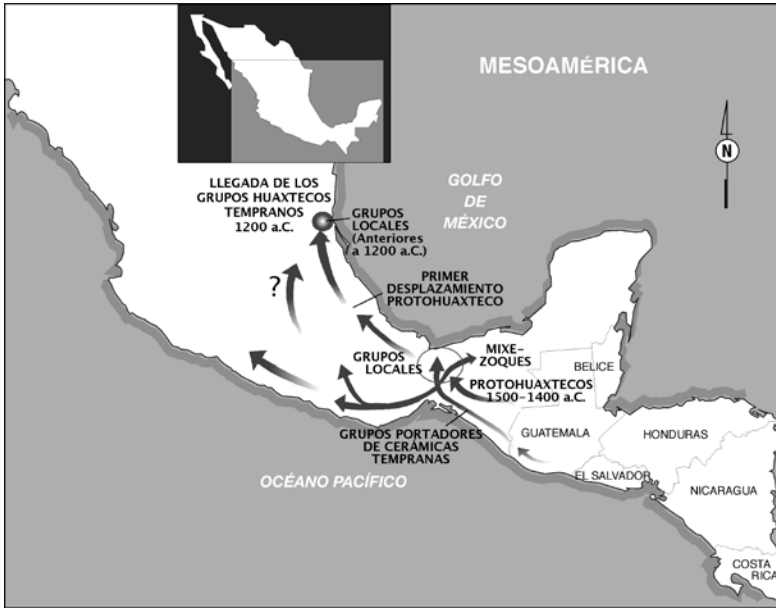 MESOAMÉRICA
N
LLEGADA DE LOS
GRUPOS HUAXTECOS
TEMPRANOS
1200 a.C.
GOLFO
DE
MÉXICO
GRUPOS
LOCALES
(Anteriores
a 1200 a.C.)
?
PRIMER
DESPLAZAMIENTO
PROTOHUAXTECO
GRUPOS
LOCALES
MIXE-
ZOQUES
BELICE
PROTOHUAXTECOS
1500-1400 a.C.
GRUPOS PORTADORES
DE CERÁMICAS
TEMPRANAS
GUATEMALA
HONDURAS
EL SALVADOR
NICARAGUA
OCÉANO PACÍFICO
COSTA
RICA